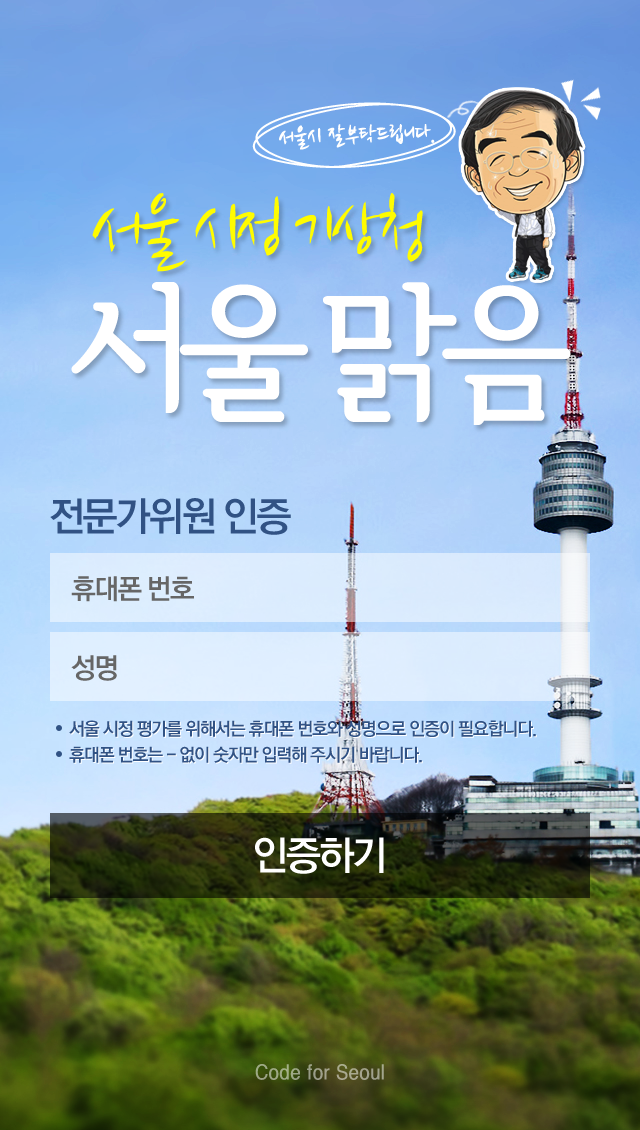 서울시 잘 부탁드립니다.
서울 시정 기상청
서울 맑음
전문가위원 인증
휴대폰 번호
성명
• 서울 시정 평가를 위해서는 휴대폰 번호와 성명으로 인증이 필요합니다.
• 휴대폰 번호는 – 없이 숫자만 입력해 주시기 바랍니다.
인증하기
Code for Seoul